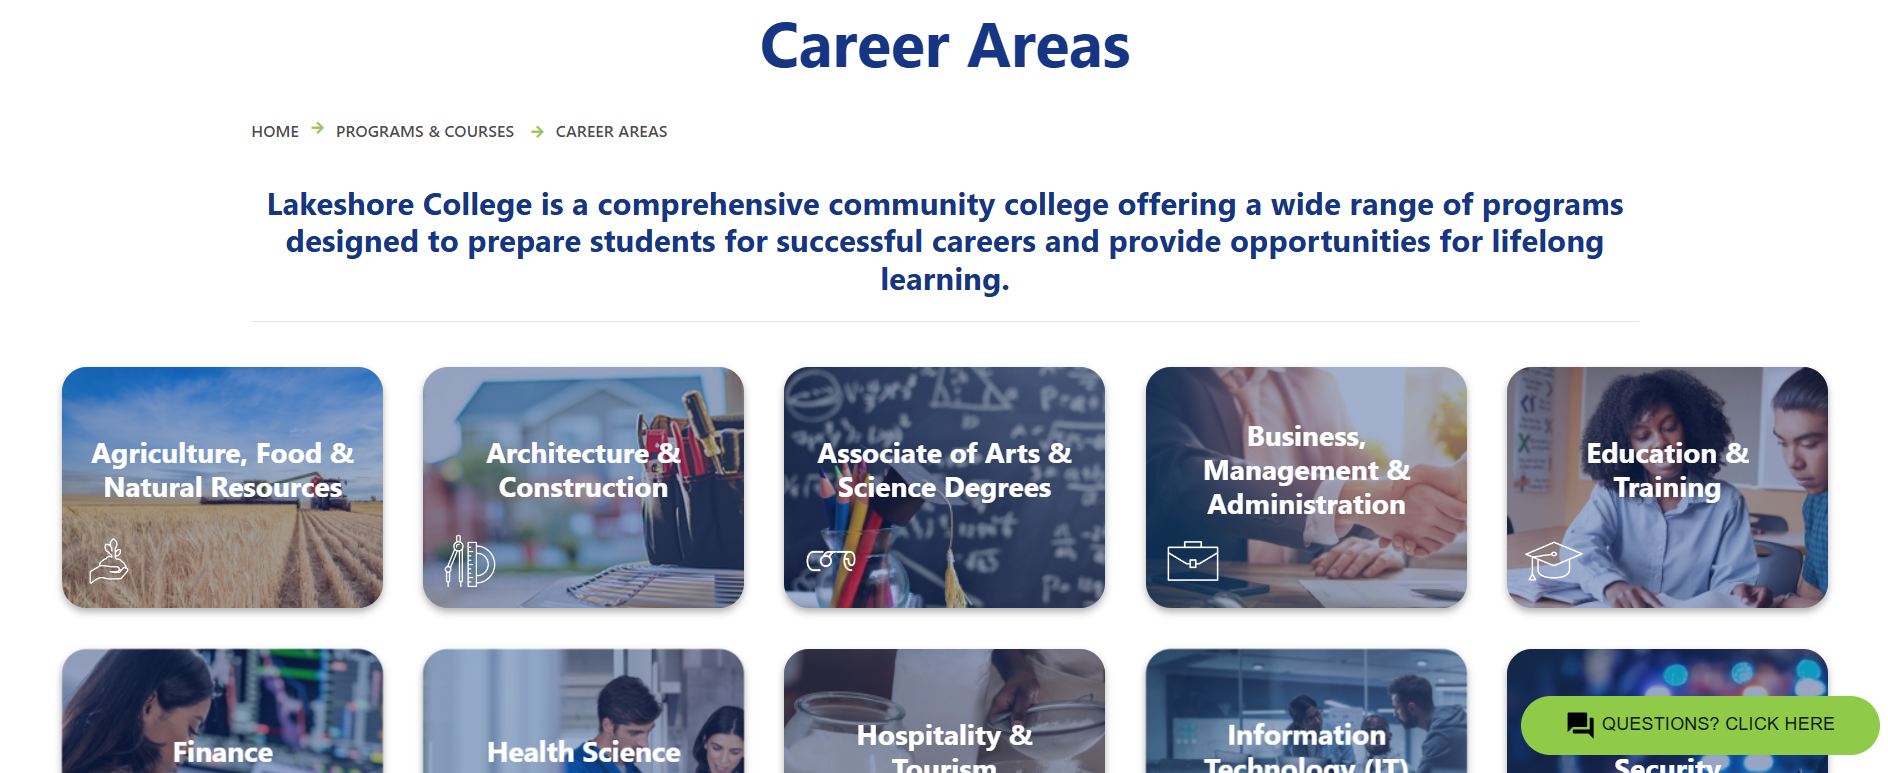 Career Areas
HOME
PROGRAMS & COURSES
CAREER AREAS
Lakeshore College is a comprehensive community college offering a wide range of programs
designed to prepare students for successful careers and provide opportunities for lifelong
learning.
Agriculture, Food &
Natural Resources
Architecture &
Construction
Associate of Arts &
Science Degrees
Business,
Management &
Administration
Education &
Training
Finance
Health Science
Hospitality &
Tourism
Information
Technology (IT)
Security
QUESTIONS? CLICK HERE